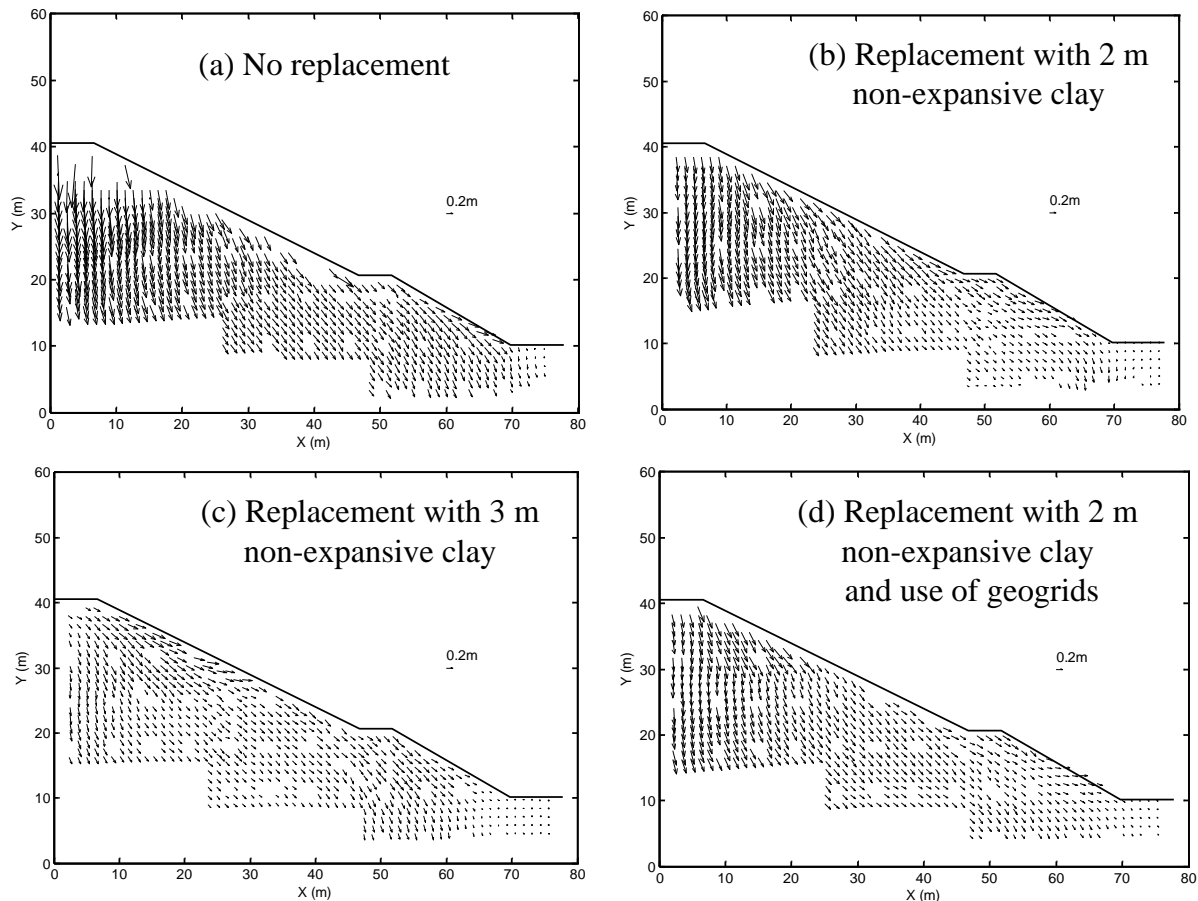 60
50
40
30
20
10
0
Y (m)
(a) No replacement
0.2m
0 10 20 30 40 50 60 70 80
X (m)
60
50
40
30
20
10
0
Y (m)
(b) Replacement with 2 m
non-expansive clay
0.2m
0 10 20 30 40 50 60 70 80
X (m)
60
50
40
30
20
10
0
Y (m)
(c) Replacement with 3 m
non-expansive clay
0.2m
0 10 20 30 40 50 60 70 80
X (m)
60
50
40
30
20
10
0
Y (m)
(d) Replacement with 2 m
non-expansive clay
and use of geogrids
0.2m
0 10 20 30 40 50 60 70 80
X (m)